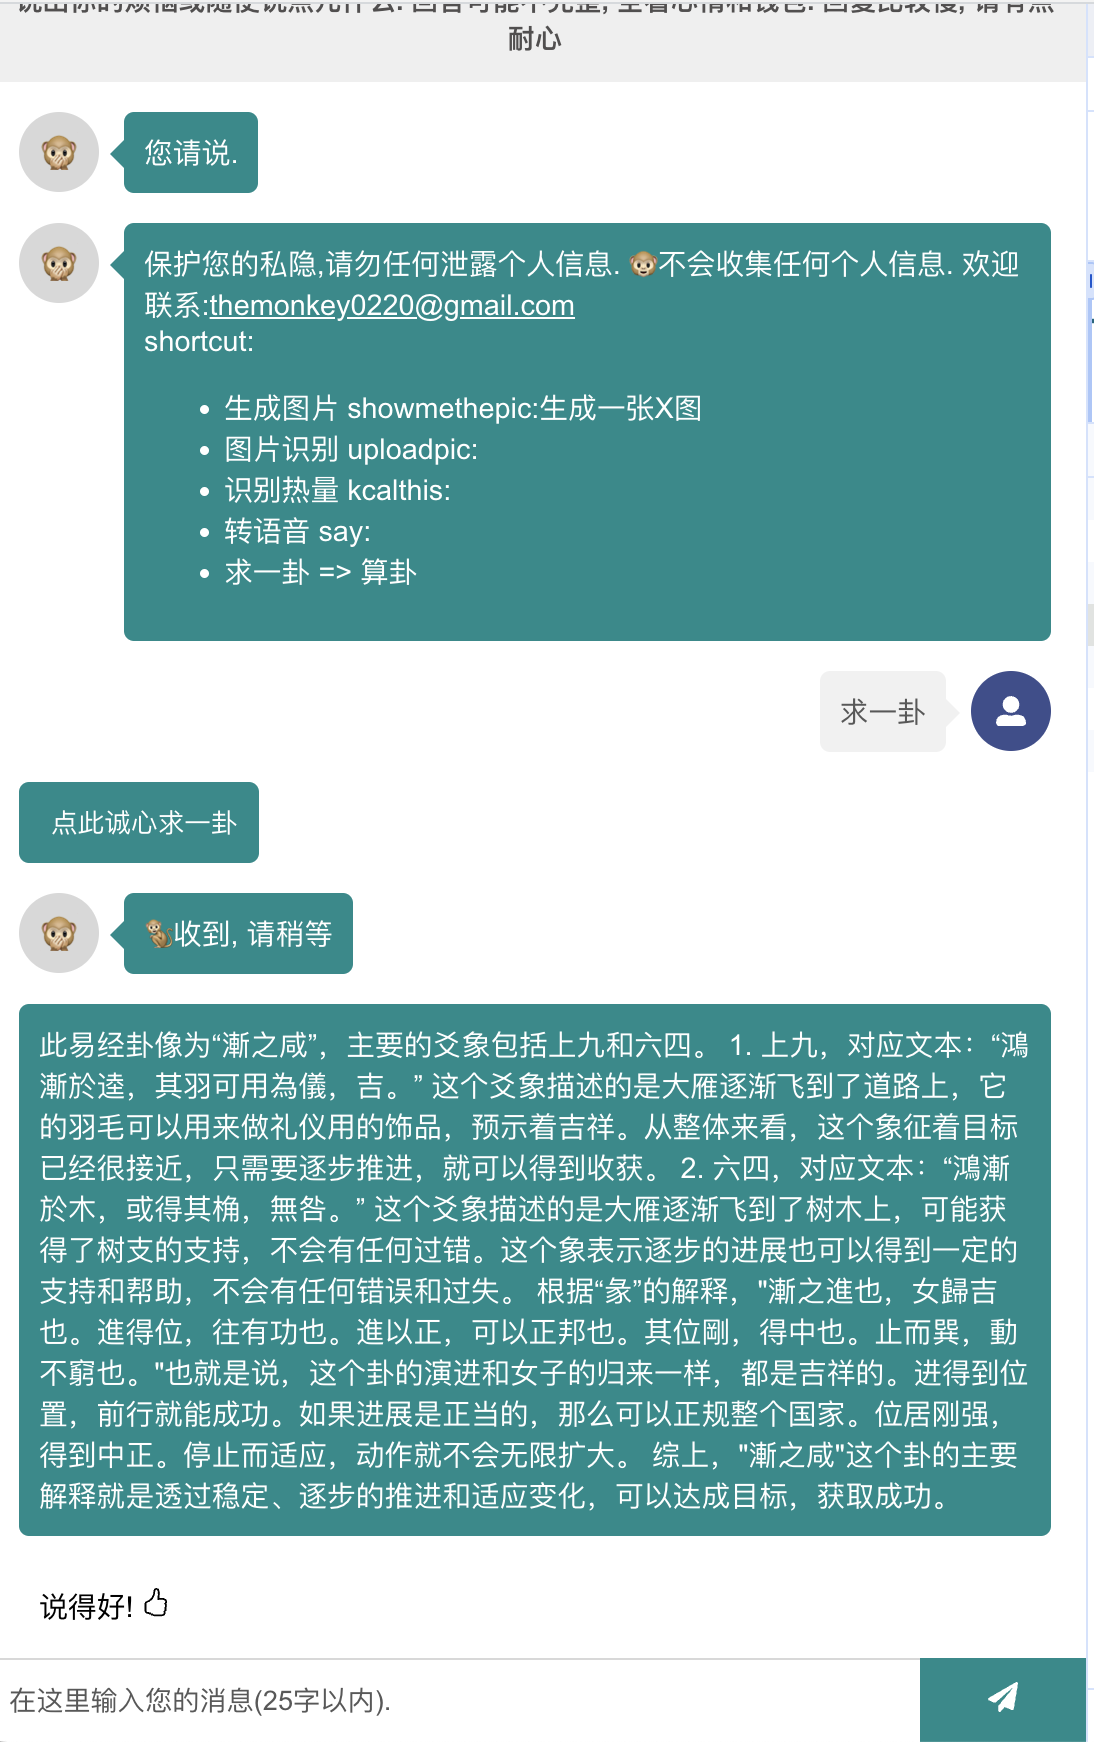 耐心
您请说.
保护您的私隐,请勿任何泄露个人信息. 🐵不会收集任何个人信息. 欢迎
联系:themonkey0220@gmail.com
shortcut:
• 生成图片 showmethepic:生成一张X图
• 图片识别 uploadpic:
• 识别热量 kcalthis:
• 转语音 say:
• 求一卦 => 算卦
求一卦
点此诚心求一卦
🐒收到, 请稍等
此易经卦像为“漸之咸”，主要的爻象包括上九和六四。 1. 上九，对应文本：“鴻
漸於逵，其羽可用為儀，吉。” 这个爻象描述的是大雁逐渐飞到了道路上，它
的羽毛可以用来做礼仪用的饰品，预示着吉祥。从整体来看，这个象征着目标
已经很接近，只需要逐步推进，就可以得到收获。 2. 六四，对应文本：“鴻漸
於木，或得其桷，無咎。” 这个爻象描述的是大雁逐渐飞到了树木上，可能获
得了树支的支持，不会有任何过错。这个象表示逐步的进展也可以得到一定的
支持和帮助，不会有任何错误和过失。 根据“彖”的解释，"漸之進也，女歸吉
也。進得位，往有功也。進以正，可以正邦也。其位剛，得中也。止而巽，動
不窮也。"也就是说，这个卦的演进和女子的归来一样，都是吉祥的。进得到位
置，前行就能成功。如果进展是正当的，那么可以正规整个国家。位居刚强，
得到中正。停止而适应，动作就不会无限扩大。 综上，"漸之咸"这个卦的主要
解释就是透过稳定、逐步的推进和适应变化，可以达成目标，获取成功。
说得好!
在这里输入您的消息(25字以内).